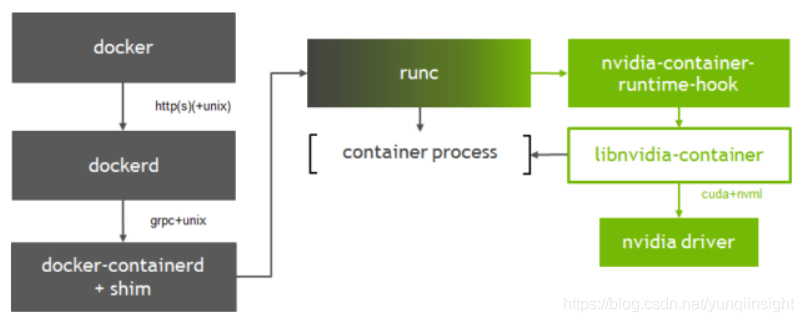 docker
http(s)(+unix)
dockerd
grpc+unix
docker-containerd
+ shim
runc
container process
nvidia-container-
runtime-hook
libnvidia-container
cuda+nvml
nvidia driver
https://blog.csdn.net/yunqiinsight